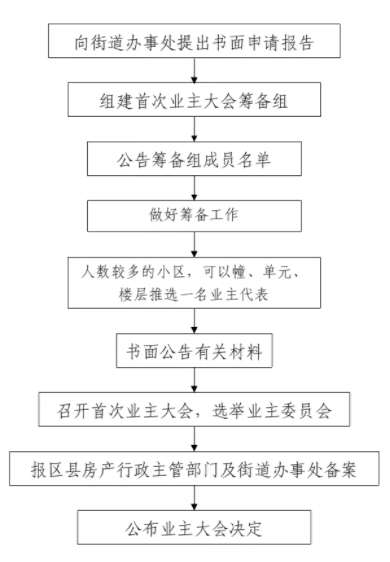 向街道办事处提出书面申请报告
组建首次业主大会筹备组
公告筹备组成员名单
做好筹备工作
人数较多的小区，可以幢、单元、
楼层推选一名业主代表
书面公告有关材料
召开首次业主大会，选举业主委员会
报区县房产行政主管部门及街道办事处备案
公布业主大会决定